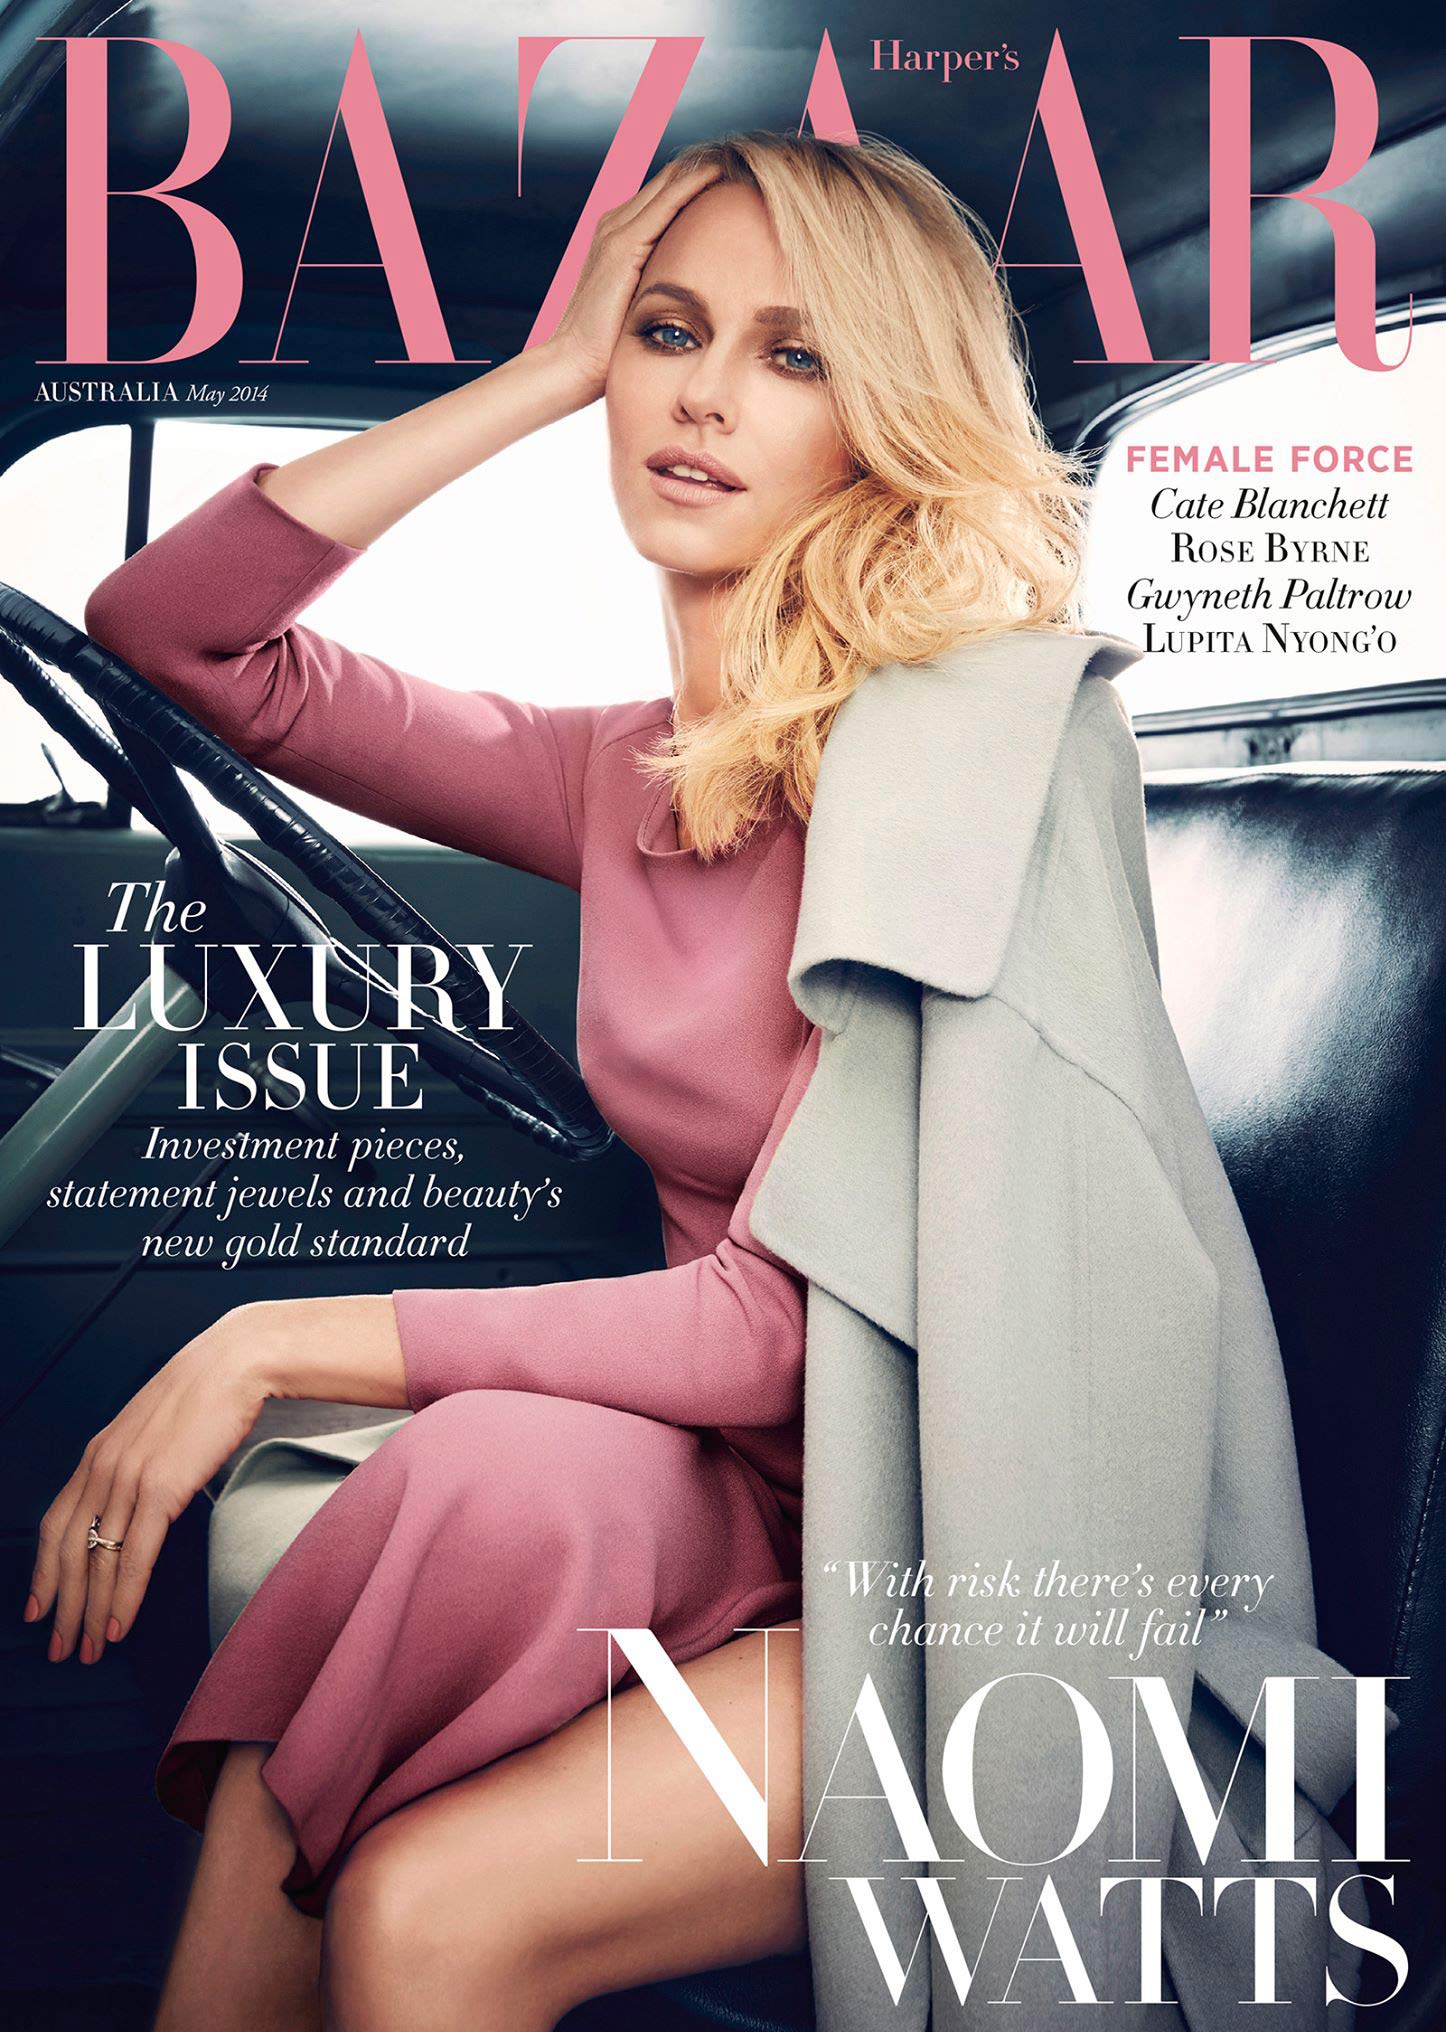 Harper's
BAZAAR
AUSTRALIA May 2014
FEMALE FORCE
Cate Blanchett
ROSE BYRNE
Gwyneth Paltrow
LUPITA NYONG'O
The
LUXURY
ISSUE
Investment pieces,
statement jewels and beauty's
new gold standard
"With risk there's every
chance it will fail"
NAOMI
WATTS